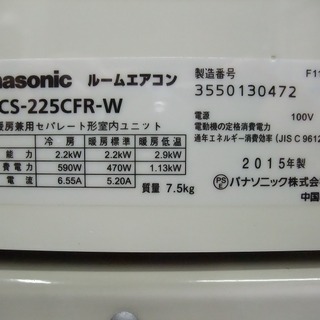 nasonic ルームエアコン
CS-225CFR-W
暖房兼用セパレート形室内ユニット
冷房 暖房標準 暖房低温
能力 2.2kW 2.2kW 2.9kW
費電力 590W 470W 1.13kW
電流 6.55A 5.20A
質量 7.5kg
製造番号 F11
3550130472
電源 100V
電動機の定格消費電力
通年エネルギー消費効率 (JIS C 9612
2015年製
PSE パナソニック株式会
中国